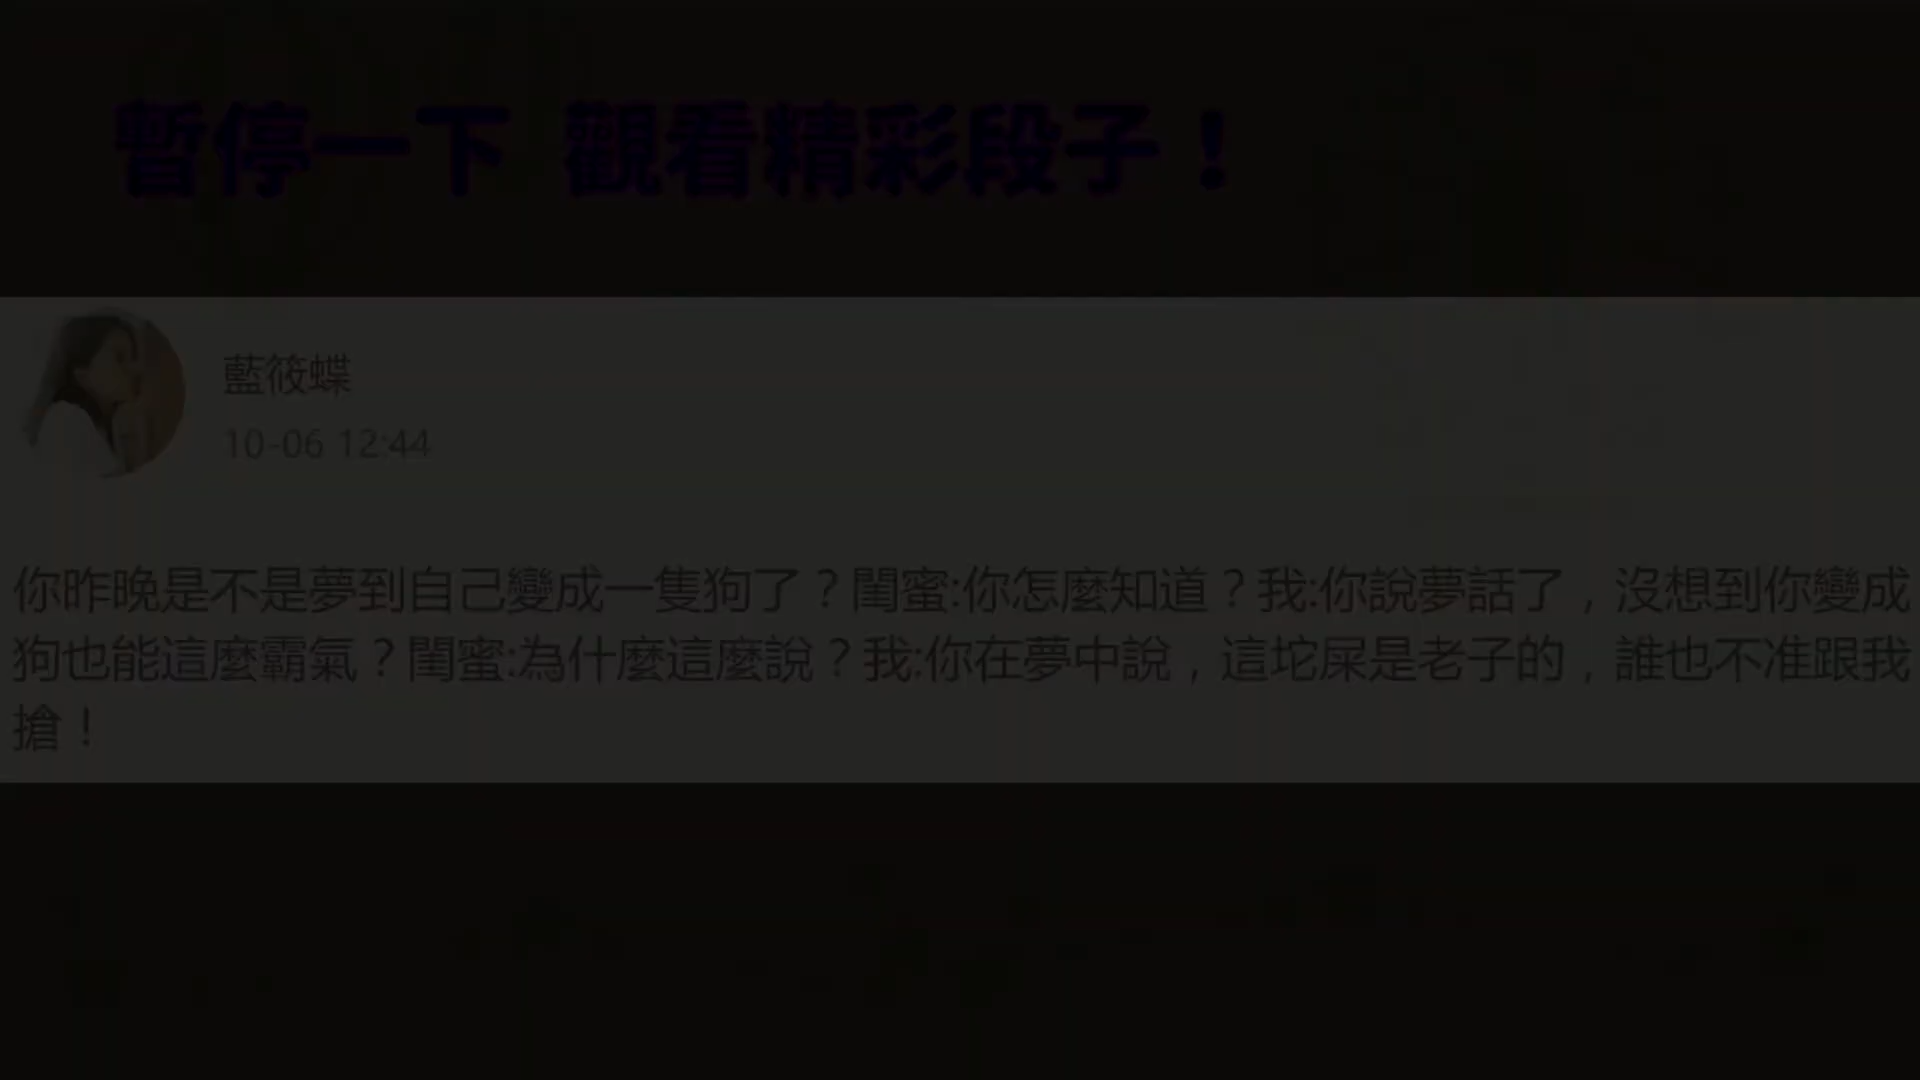 暫停一下 觀看精彩段子！
藍筱蝶
10-06 12:44
你昨晚是不是夢到自己變成一隻狗了？閨蜜:你怎麼知道？我:你說夢話了，沒想到你變成
狗也能這麼霸氣？閨蜜:為什麼這麼說？我:你在夢中說，這坨屎是老子的，誰也不准跟我
搶！